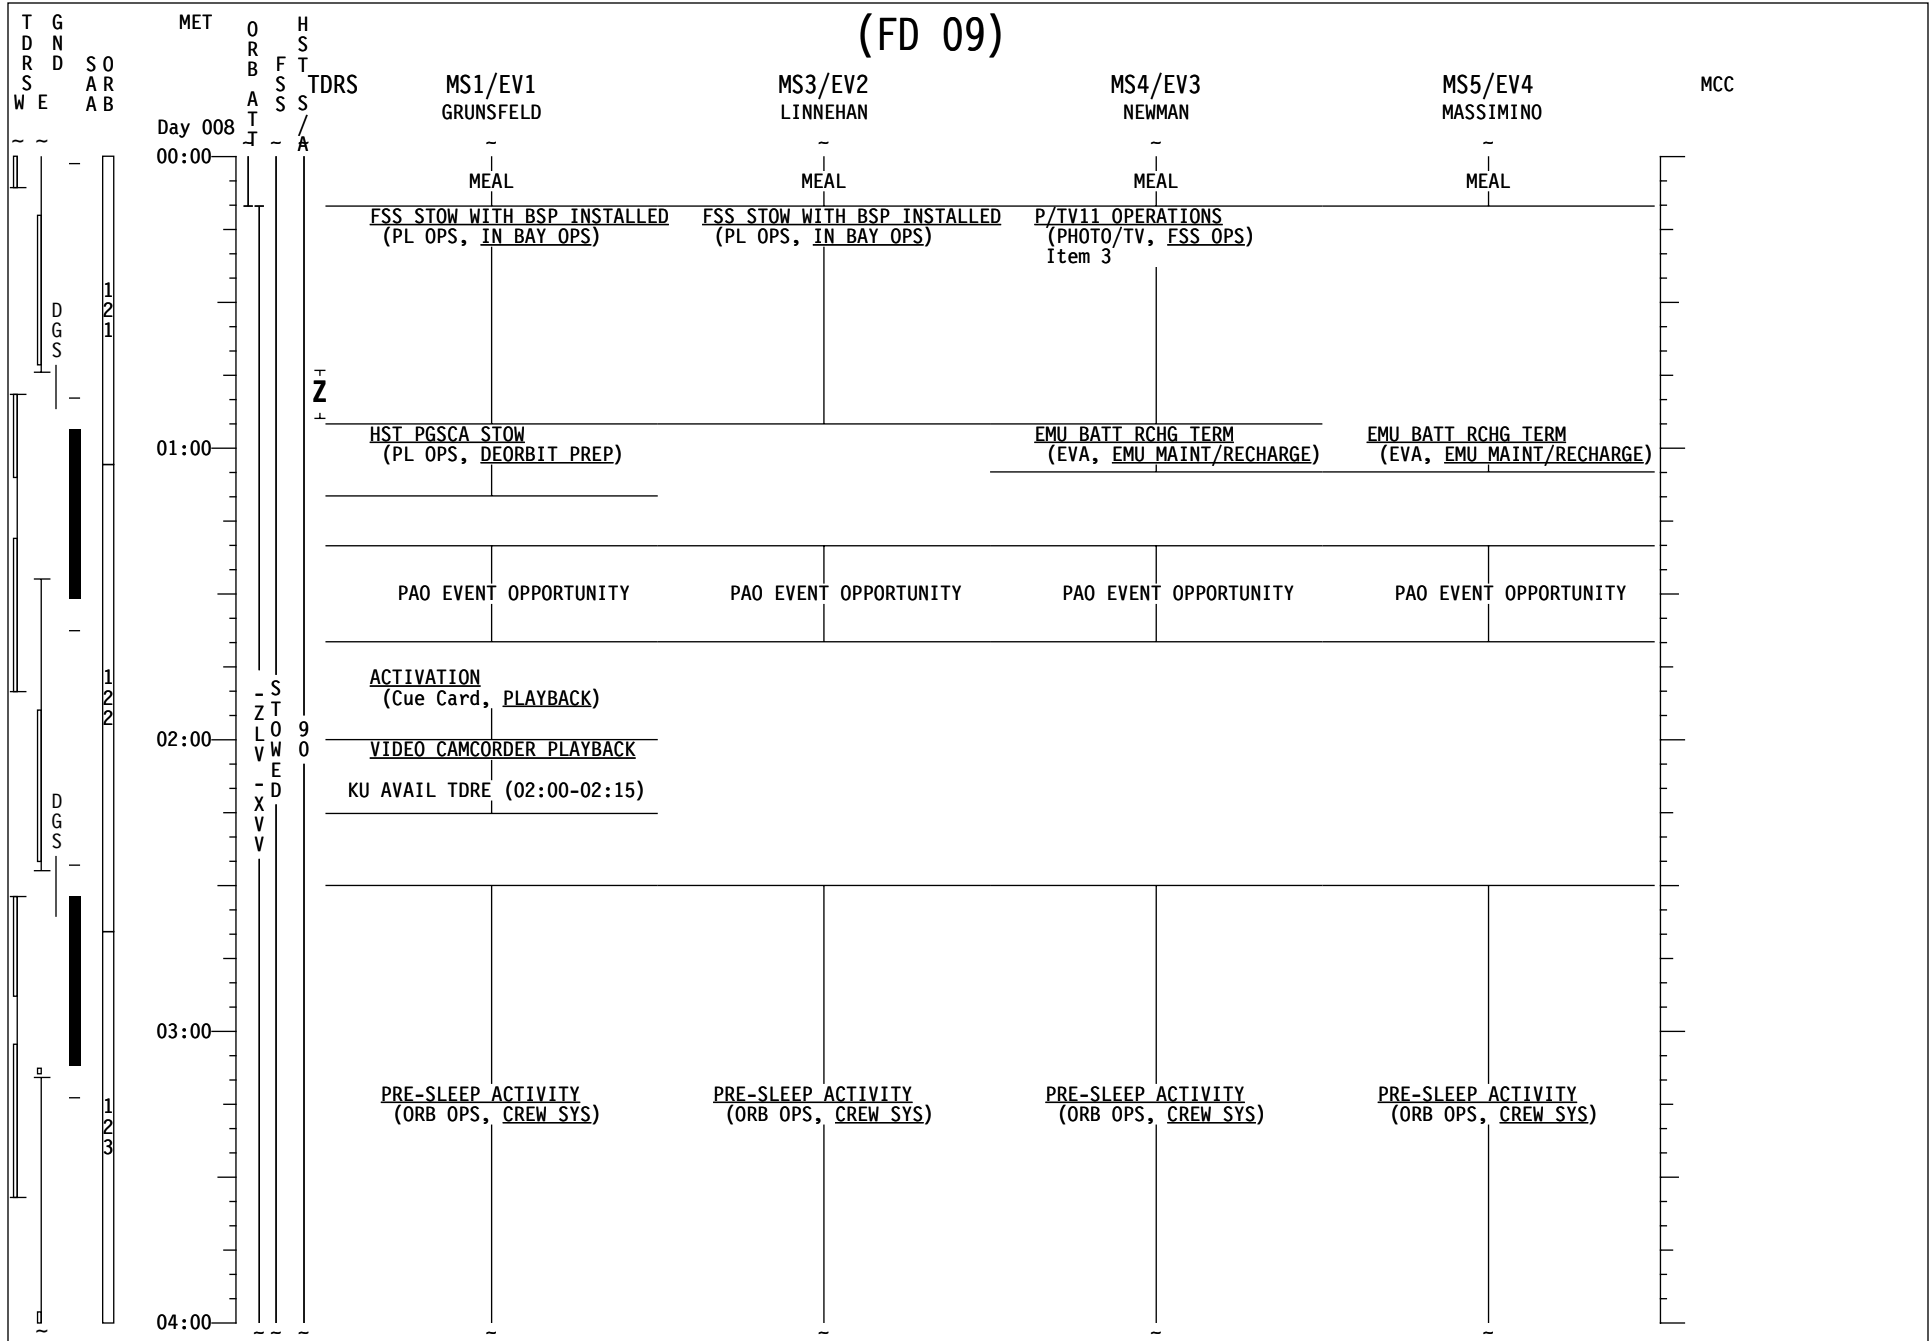 (FD 09)
TDRS W E
GND
SAA
ORB
MET
ORB ATT
FSS
HST S/A
TDRS
MS1/EV1
GRUNSFELD
MS3/EV2
LINNEHAN
MS4/EV3
NEWMAN
MS5/EV4
MASSIMINO
MCC
Day 008
~ ~ ~ ~ ~ ~ ~ ~ ~
00:00
MEAL MEAL MEAL MEAL
FSS STOW WITH BSP INSTALLED
(PL OPS, IN BAY OPS)
FSS STOW WITH BSP INSTALLED
(PL OPS, IN BAY OPS)
P/TV11 OPERATIONS
(PHOTO/TV, FSS OPS)
Item 3
121
DGS
Z
01:00
HST PGSCA STOW
(PL OPS, DEORBIT PREP)
EMU BATT RCHG TERM
(EVA, EMU MAINT/RECHARGE)
EMU BATT RCHG TERM
(EVA, EMU MAINT/RECHARGE)
PAO EVENT OPPORTUNITY PAO EVENT OPPORTUNITY PAO EVENT OPPORTUNITY PAO EVENT OPPORTUNITY
122
-ZLV -XVV
STOWED
90
ACTIVATION
(Cue Card, PLAYBACK)
02:00
VIDEO CAMCORDER PLAYBACK
KU AVAIL TDRE (02:00-02:15)
DGS
03:00
123
PRE-SLEEP ACTIVITY
(ORB OPS, CREW SYS)
PRE-SLEEP ACTIVITY
(ORB OPS, CREW SYS)
PRE-SLEEP ACTIVITY
(ORB OPS, CREW SYS)
PRE-SLEEP ACTIVITY
(ORB OPS, CREW SYS)
04:00
~ ~ ~ ~ ~ ~ ~ ~